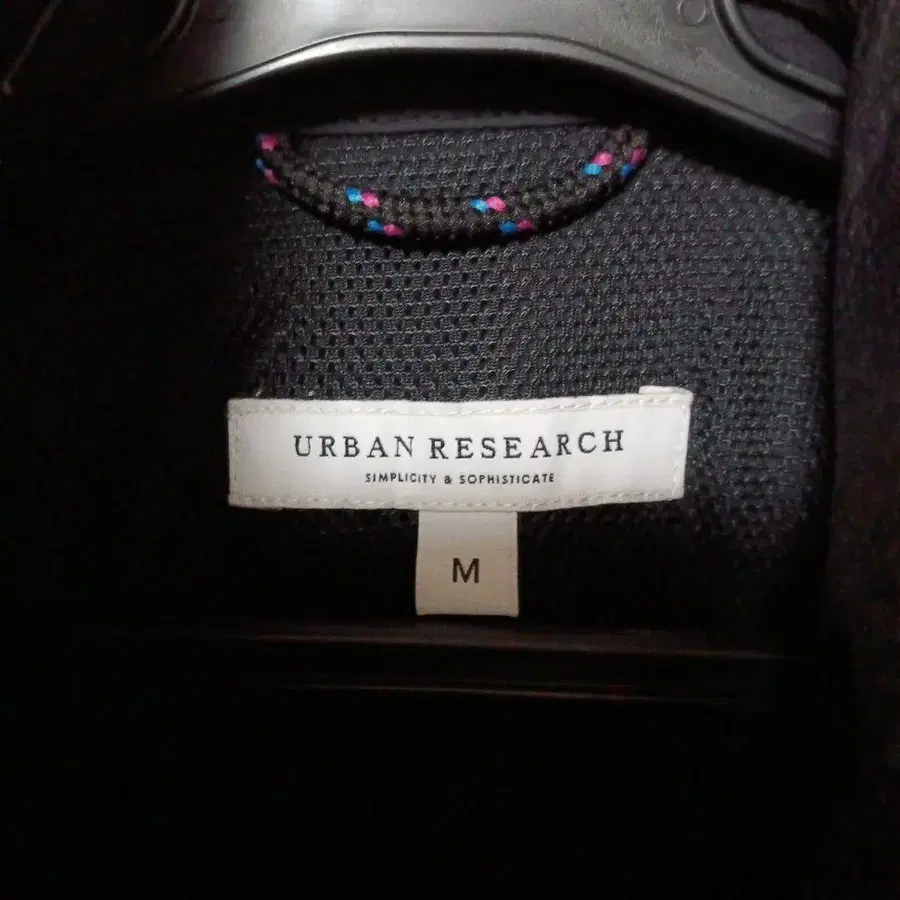 URBAN RESEARCH
SIMPLICITY & SOPHISTICATE
M